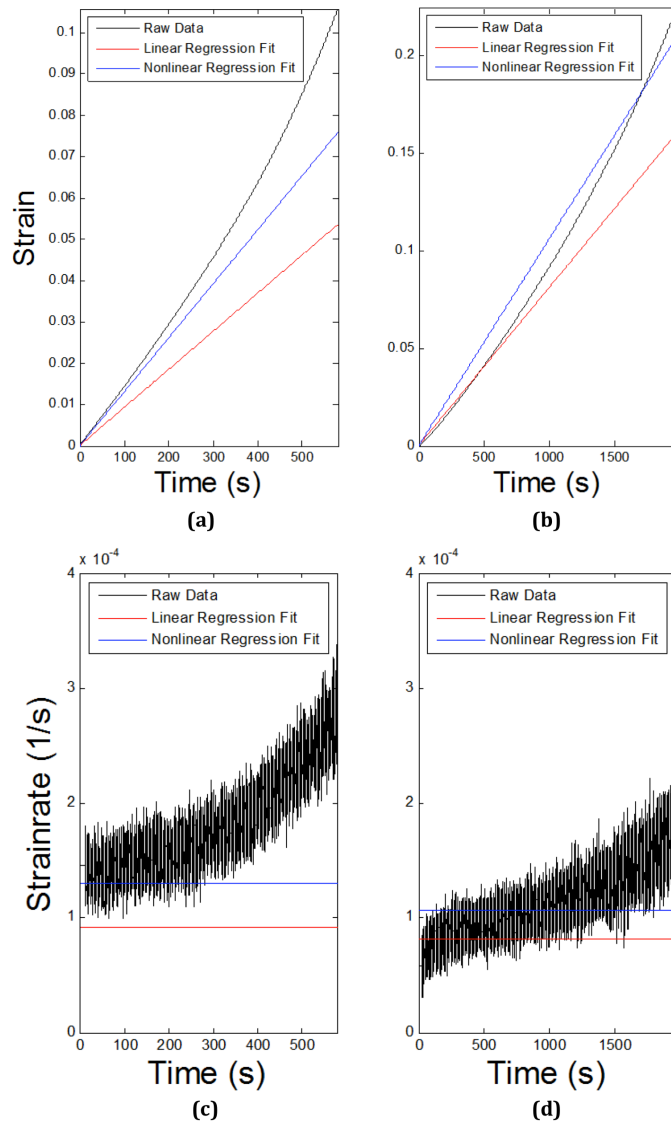 Raw Data
Linear Regression Fit
Nonlinear Regression Fit
0.1
0.09
0.08
0.07
0.06
0.05
0.04
0.03
0.02
0.01
0
Strain
0 100 200 300 400 500
Time (s)
(a)
Raw Data
Linear Regression Fit
Nonlinear Regression Fit
0.2
0.15
0.1
0.05
0
0 500 1000 1500
Time (s)
(b)
x 10-4
4
Raw Data
Linear Regression Fit
Nonlinear Regression Fit
3
2
1
0
Strainrate (1/s)
0 100 200 300 400 500
Time (s)
(c)
x 10-4
4
Raw Data
Linear Regression Fit
Nonlinear Regression Fit
3
2
1
0
0 500 1000 1500
Time (s)
(d)